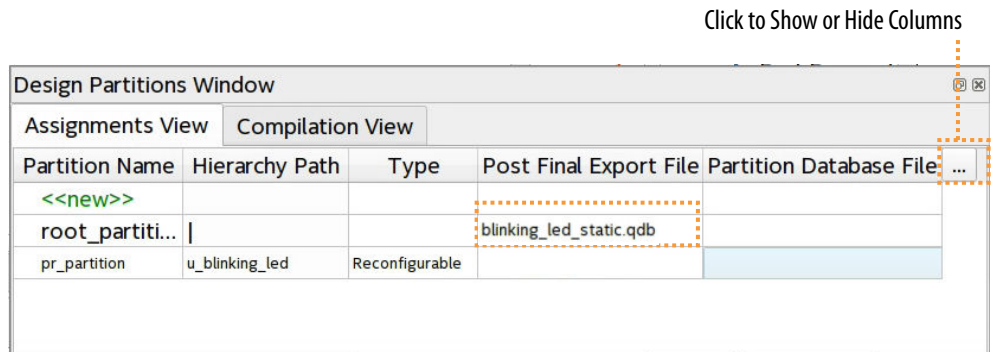 Click to Show or Hide Columns
Design Partitions Window
Assignments View Compilation View
Partition Name Hierarchy Path Type Post Final Export File Partition Database File ...
<<new>>
root_partiti... | blinking_led_static.qdb
pr_partition u_blinking_led Reconfigurable